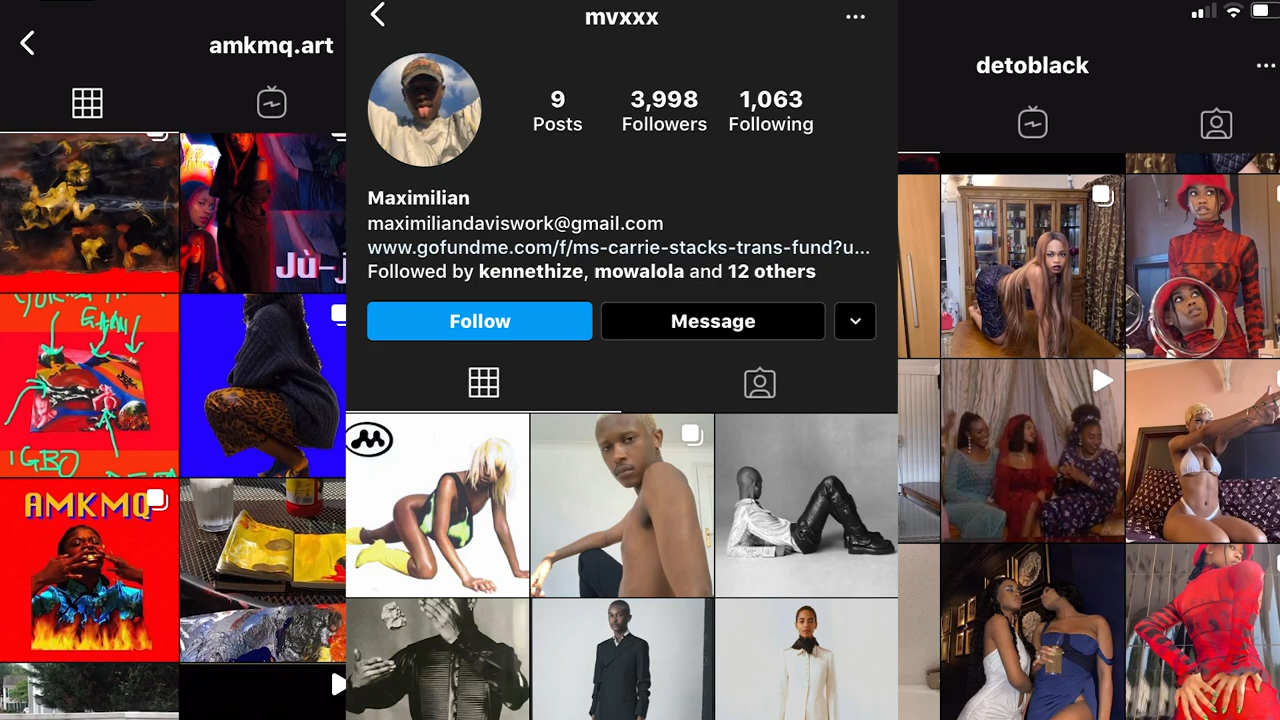 amkmq.art
Jù-j
EGAN
IGBO
AMKMQ
mvxxx
9
Posts
3,998
Followers
1,063
Following
Maximilian
maximiliandaviswork@gmail.com
www.gofundme.com/f/ms-carrie-stacks-trans-fund?u...
Followed by kennethize, mowalola and 12 others
Follow
Message
M
detoblack